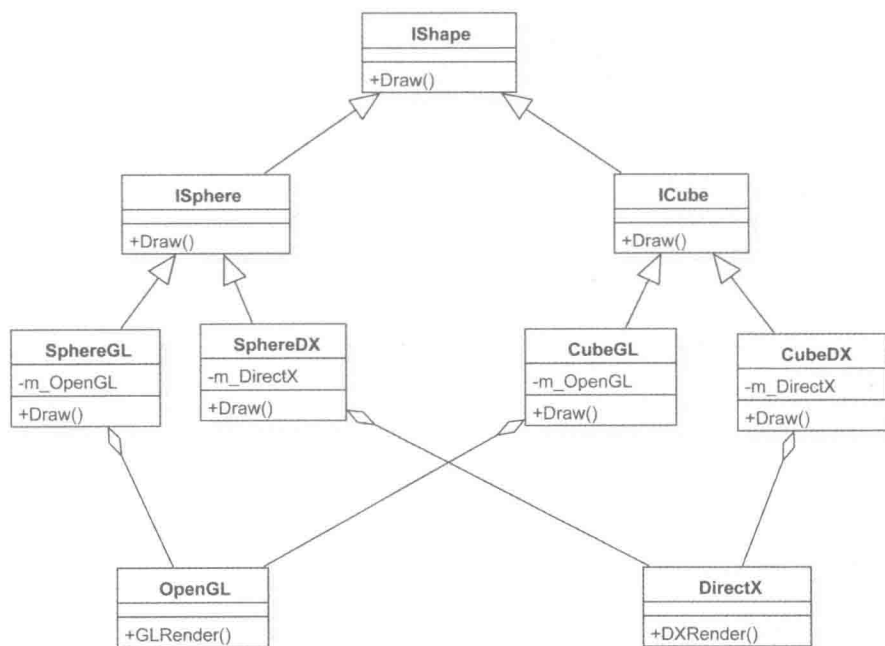 IShape
+Draw()
ISphere
+Draw()
ICube
+Draw()
SphereGL
-m_OpenGL
+Draw()
SphereDX
-m_DirectX
+Draw()
CubeGL
-m_OpenGL
+Draw()
CubeDX
-m_DirectX
+Draw()
OpenGL
+GLRender()
DirectX
+DXRender()